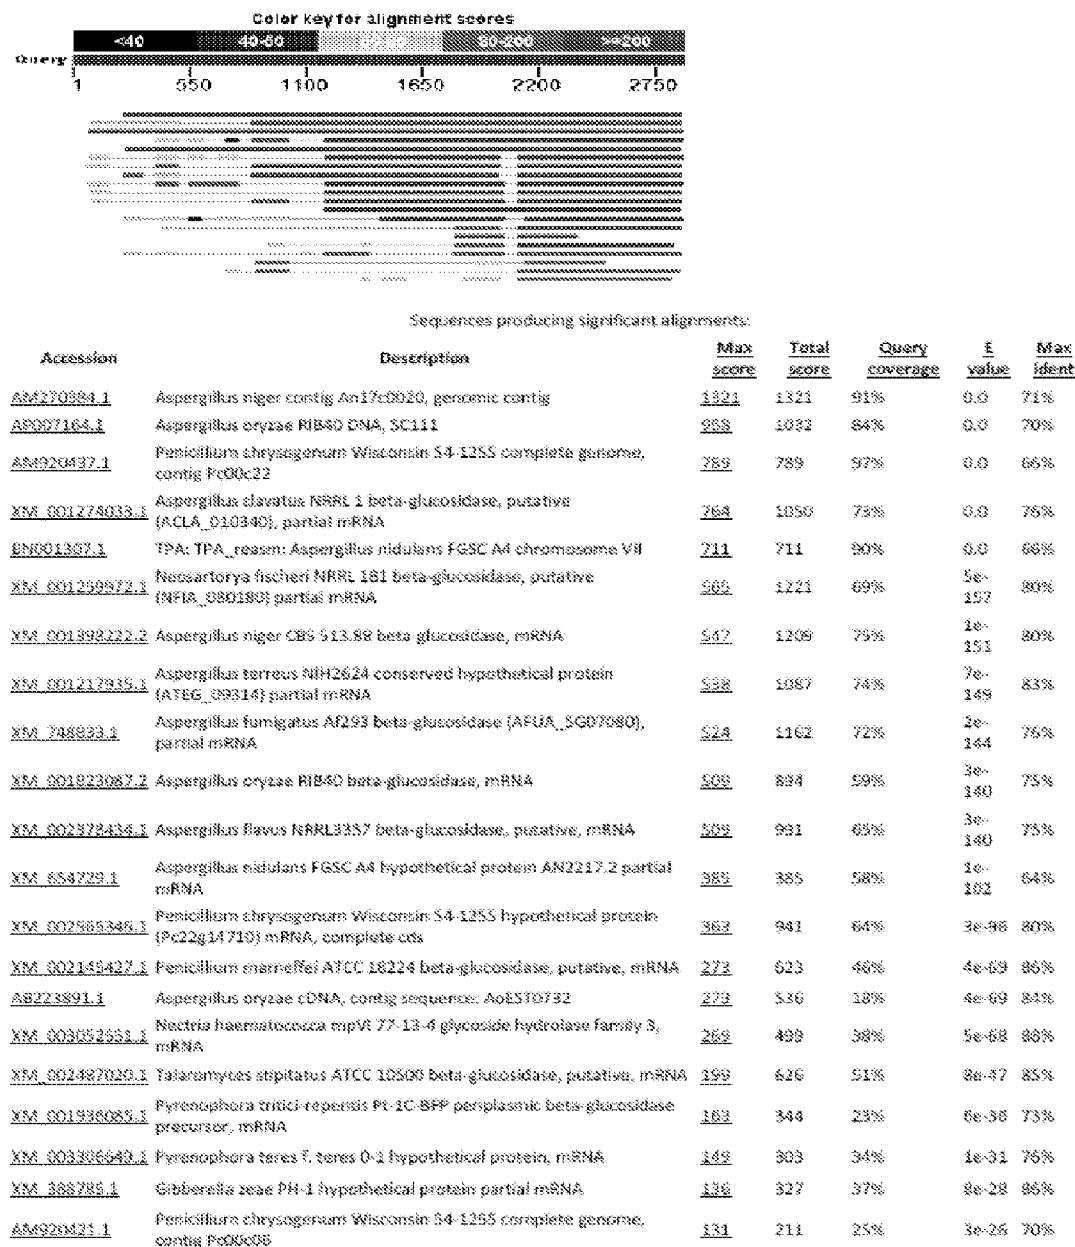 Color key for alignment scores
<40 40-50 80-200 >=200
Query
1 550 1100 1650 2200 2750
Sequences producing significant alignments:
Accession Description Max score Total score Query coverage E value Max ident
AM270384.1 Aspergillus niger contig An17c0020, genomic contig 1321 1321 91% 0.0 71%
AP007164.1 Aspergillus oryzae RIB40 DNA, SC111 958 1032 84% 0.0 70%
AM920437.1 Penicillium chrysogenum Wisconsin 54-1255 complete genome,
contig Pc00c22 789 789 97% 0.0 66%
XM_001274033.1 Aspergillus clavatus NRRL 1 beta-glucosidase, putative
(ACLA_010340), partial mRNA 764 1050 73% 0.0 76%
BN001307.1 TPA: TPA_reasm: Aspergillus nidulans FGSC A4 chromosome VII 711 711 90% 0.0 66%
XM_001259972.1 Neosartorya fischeri NRRL 181 beta-glucosidase, putative
(NFIA_080180) partial mRNA 565 1221 69% 5e-157 80%
XM_001398222.2 Aspergillus niger CBS 513.88 beta-glucosidase, mRNA 547 1209 75% 1e-151 80%
XM_001217935.1 Aspergillus terreus NIH2624 conserved hypothetical protein
(ATEG_09314) partial mRNA 538 1087 74% 7e-149 83%
XM_748833.1 Aspergillus fumigatus Af293 beta-glucosidase (AFUA_5G07080),
partial mRNA 524 1162 72% 2e-144 76%
XM_001823087.2 Aspergillus oryzae RIB40 beta-glucosidase, mRNA 509 894 59% 3e-140 75%
XM_002378434.1 Aspergillus flavus NRRL3357 beta-glucosidase, putative, mRNA 509 991 65% 3e-140 75%
XM_654729.1 Aspergillus nidulans FGSC A4 hypothetical protein AN2217.2 partial
mRNA 385 385 58% 1e-102 64%
XM_002565346.1 Penicillium chrysogenum Wisconsin 54-1255 hypothetical protein
(Pc22g14710) mRNA, complete cds 363 941 64% 3e-96 80%
XM_002145427.1 Penicillium marneffei ATCC 18224 beta-glucosidase, putative, mRNA 273 623 46% 4e-69 86%
AB223891.1 Aspergillus oryzae cDNA, contig sequence: AoEST0732 273 536 18% 4e-69 84%
XM_003052551.1 Nectria haematococca mpVI 77-13-4 glycoside hydrolase family 3,
mRNA 269 499 38% 5e-68 88%
XM_002487020.1 Talaromyces stipitatus ATCC 10500 beta-glucosidase, putative, mRNA 199 626 51% 8e-47 85%
XM_001936085.1 Pyrenophora tritici-repentis Pt-1C-BFP periplasmic beta-glucosidase
precursor, mRNA 163 344 23% 6e-36 73%
XM_003306640.1 Pyrenophora teres f. teres 0-1 hypothetical protein, mRNA 149 303 34% 1e-31 76%
XM_388785.1 Gibberella zeae PH-1 hypothetical protein partial mRNA 136 327 37% 8e-28 86%
AM920421.1 Penicillium chrysogenum Wisconsin 54-1255 complete genome,
contig Pc00c06 131 211 25% 3e-26 70%